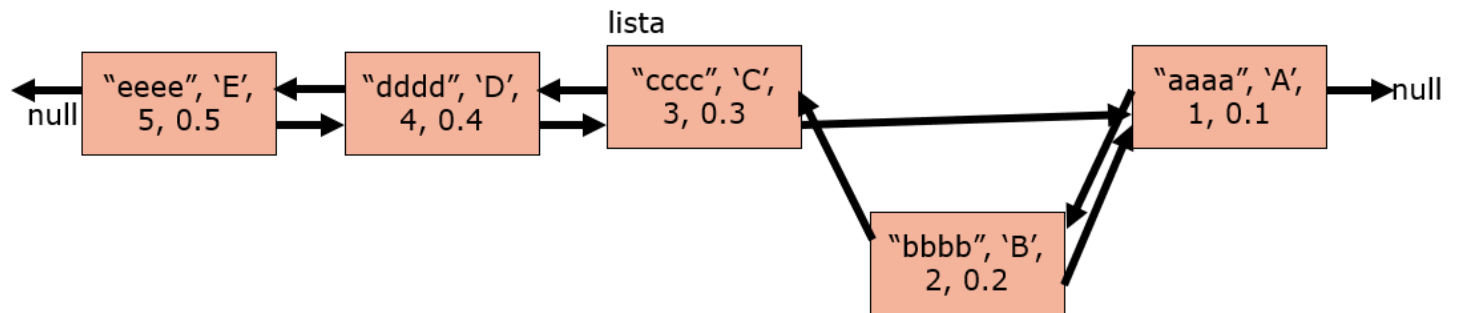 lista
“eeee”, ‘E’,
5, 0.5
“dddd”, ‘D’,
4, 0.4
“cccc”, ‘C’,
3, 0.3
“aaaa”, ‘A’,
1, 0.1
null
null
“bbbb”, ‘B’,
2, 0.2